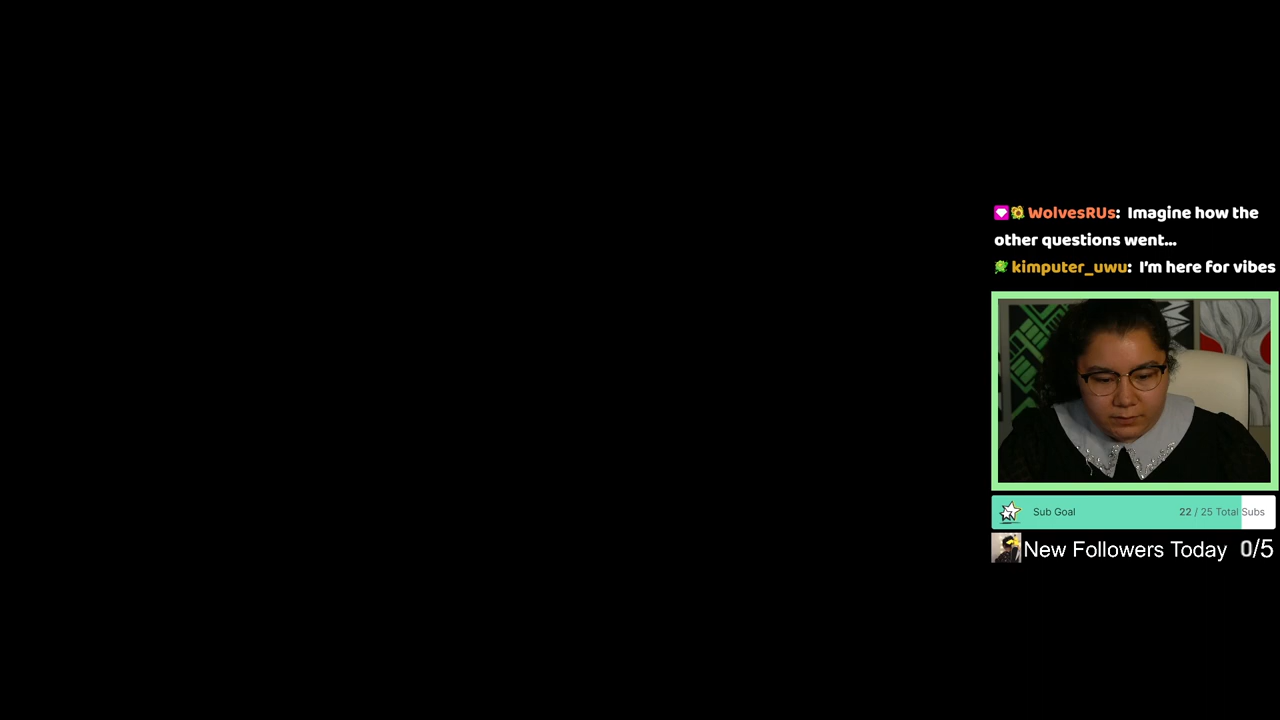 WolvesRUs: Imagine how the
other questions went...
kimputer_uwu: I'm here for vibes
Sub Goal 22 / 25 Total Subs
New Followers Today 0/5